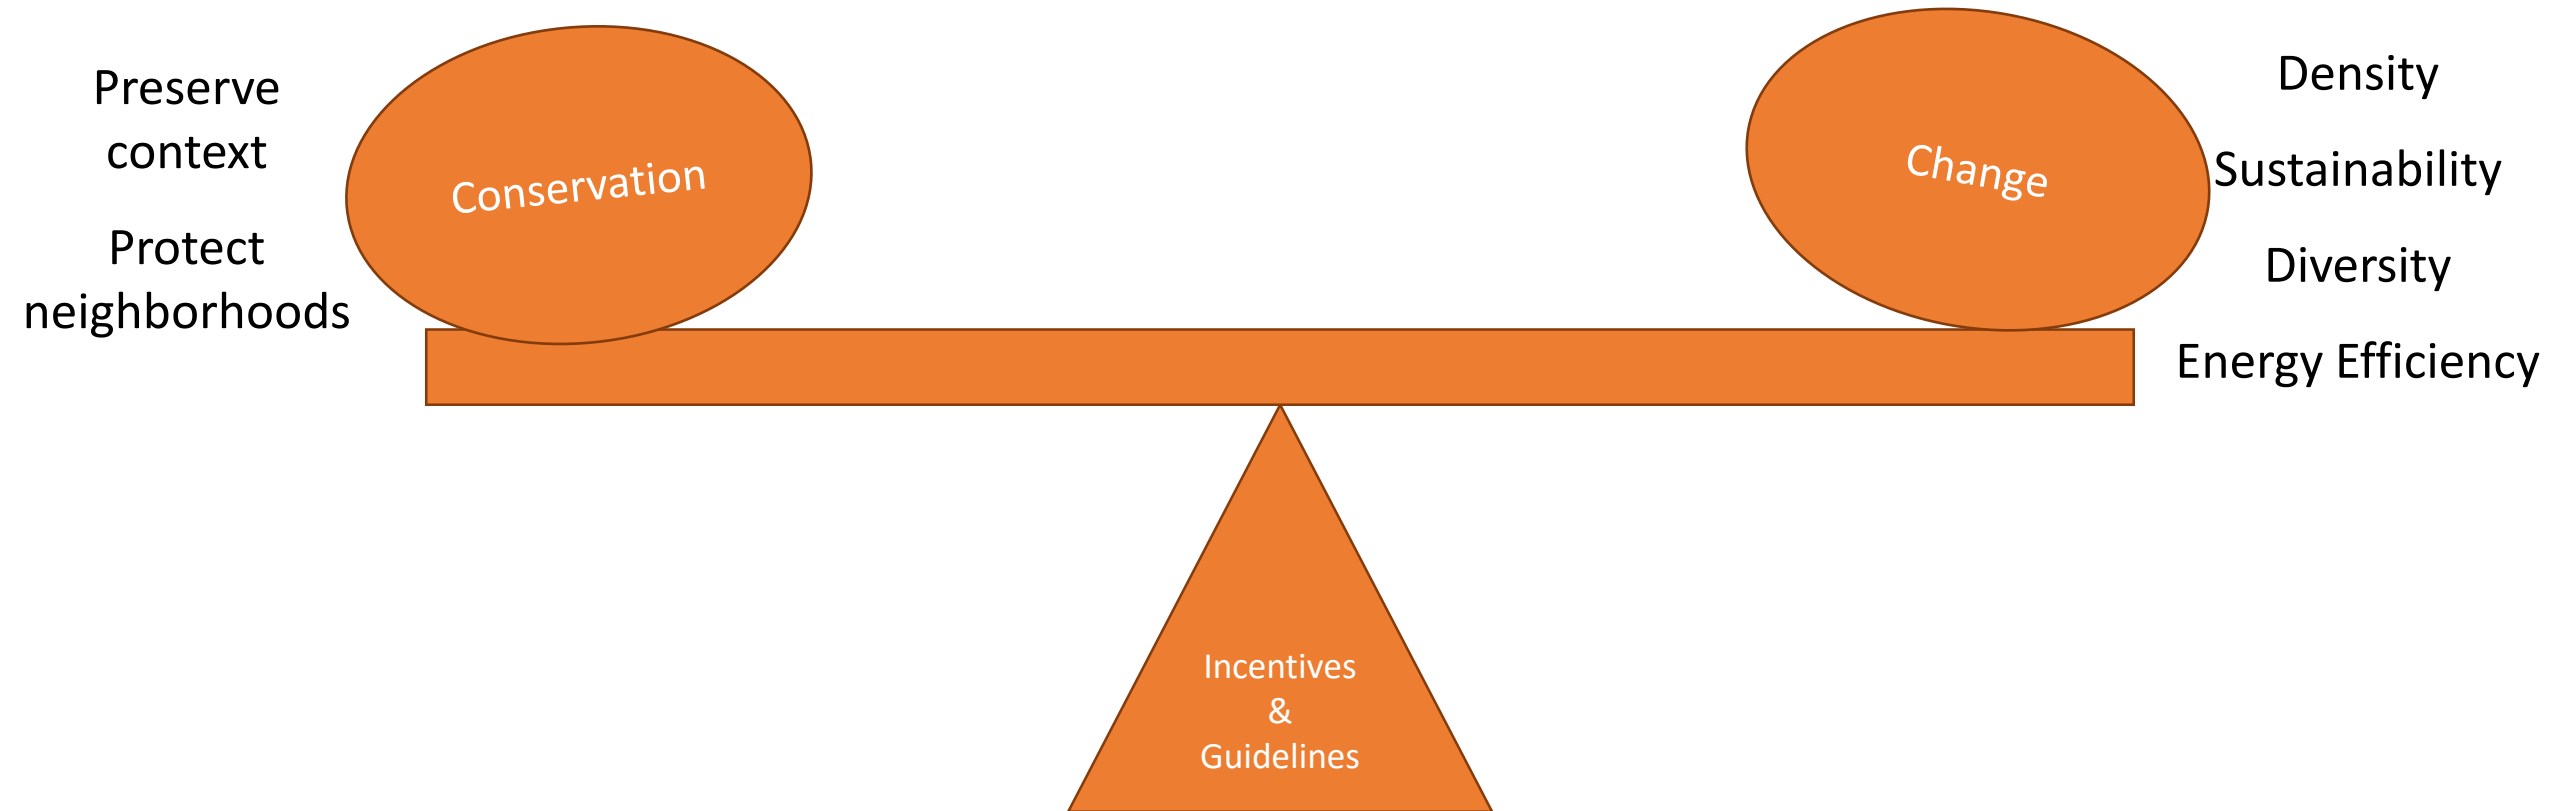 Preserve
context
Protect
neighborhoods
Conservation
Change
Density
Sustainability
Diversity
Energy Efficiency
Incentives
&
Guidelines